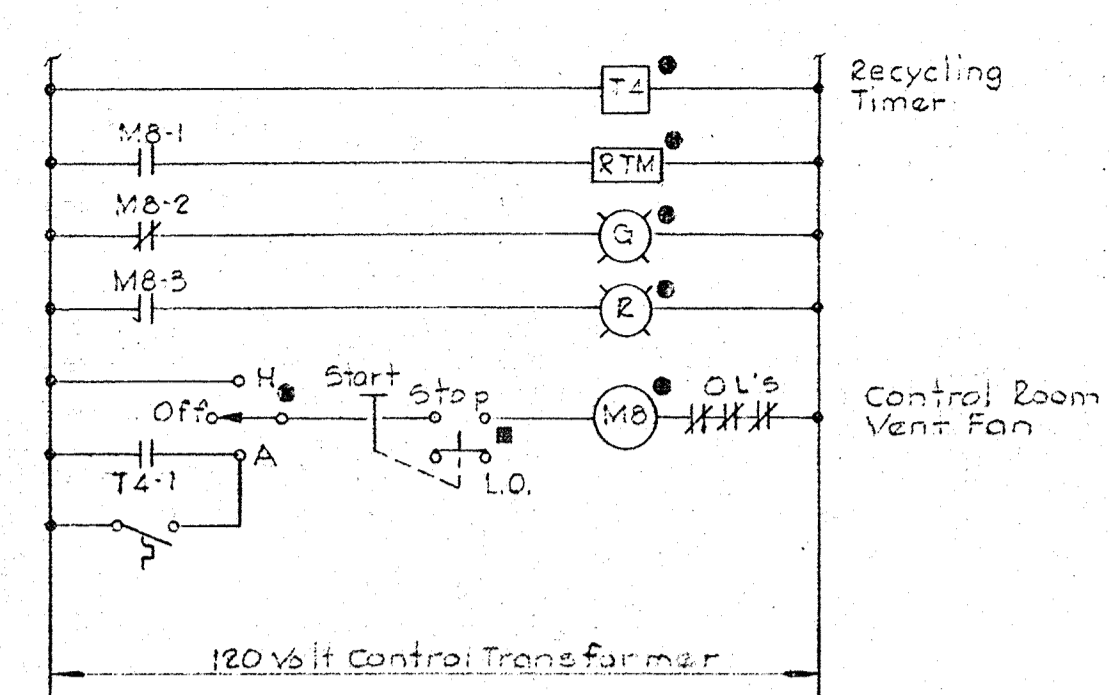 T4
Recycling
Timer
M8-1
RTM
M8-2
G
M8-3
R
H
Start
Stop
OL'S
Off
M8
Control Room
Vent Fan
A
T4-1
L.O.
120 Volt Control Transformer